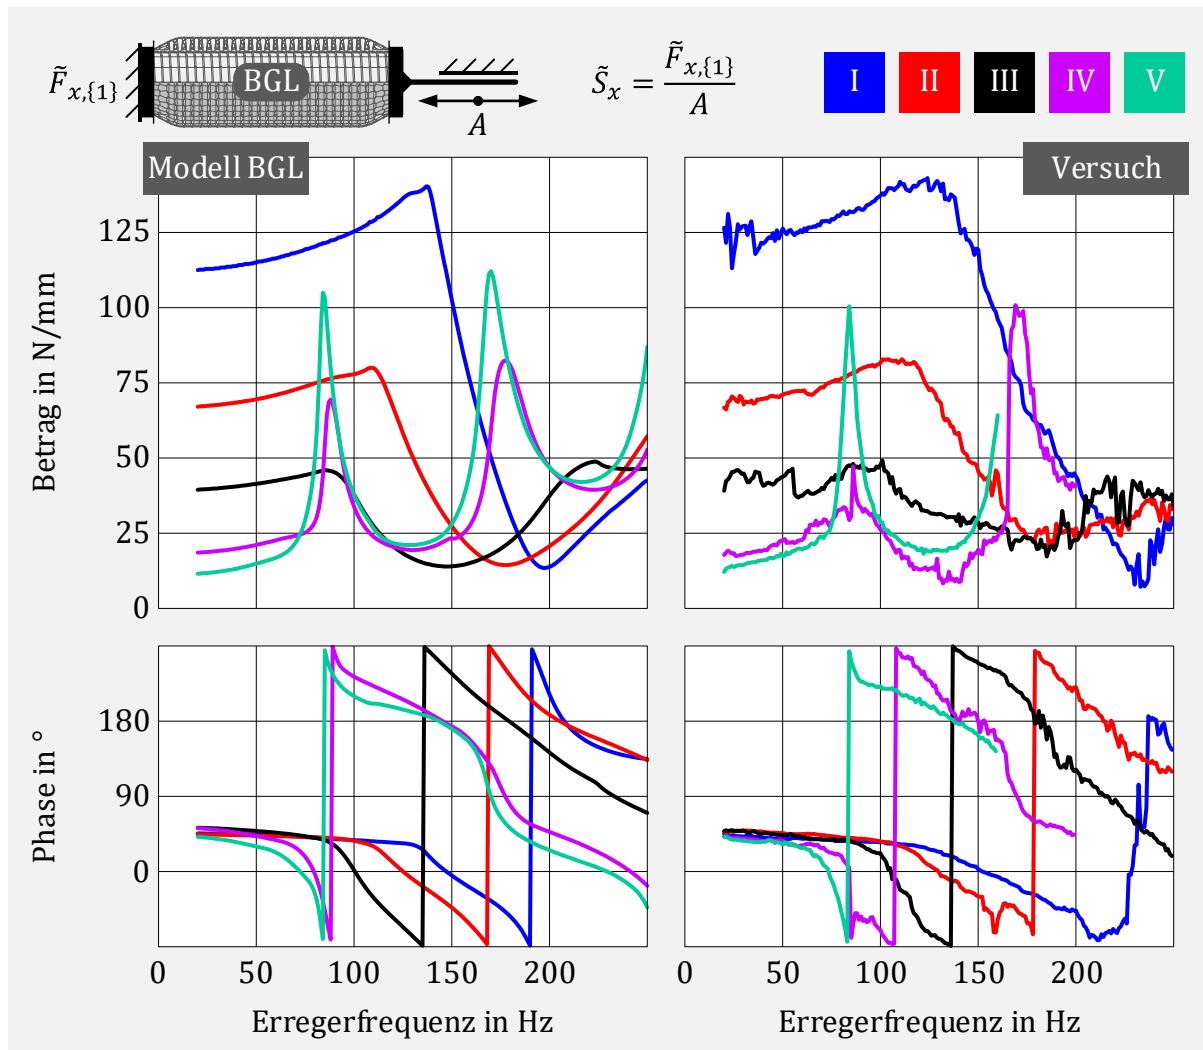 F̃x,{1}
BGL
A
S̃x = F̃x,{1} / A
I II III IV V
Modell BGL
Versuch
Betrag in N/mm
125
100
75
50
25
0
Phase in °
180
90
0
0 50 100 150 200
0 50 100 150 200
Erregerfrequenz in Hz
Erregerfrequenz in Hz